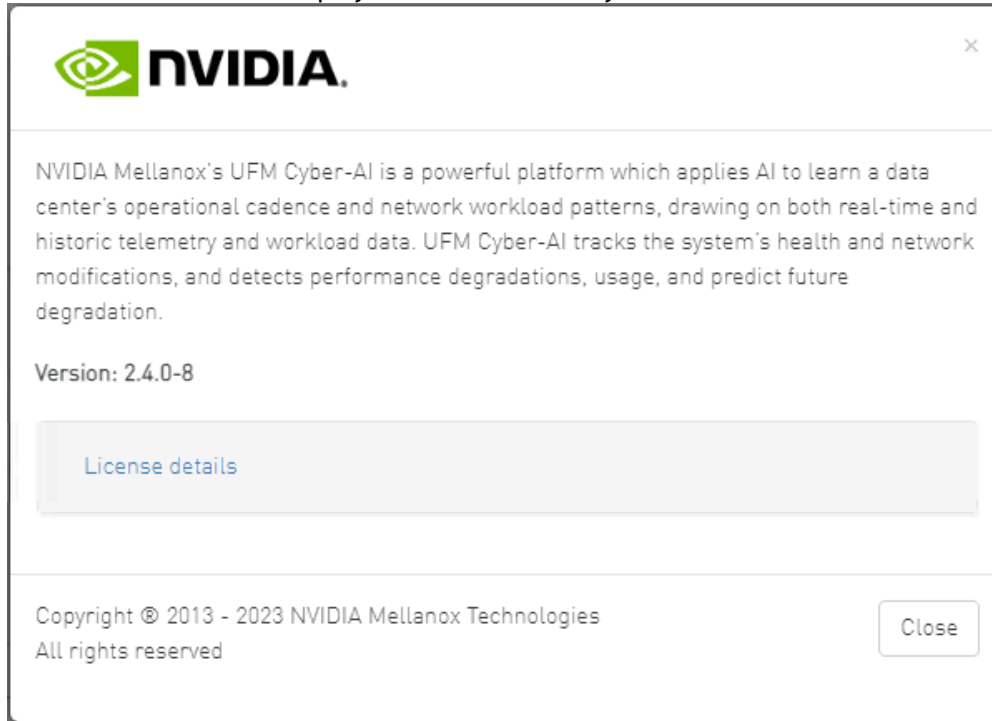 NVIDIA.
×
NVIDIA Mellanox's UFM Cyber-AI is a powerful platform which applies AI to learn a data
center's operational cadence and network workload patterns, drawing on both real-time and
historic telemetry and workload data. UFM Cyber-AI tracks the system's health and network
modifications, and detects performance degradations, usage, and predict future
degradation.
Version: 2.4.0-8
License details
Copyright ® 2013 - 2023 NVIDIA Mellanox Technologies
All rights reserved
Close